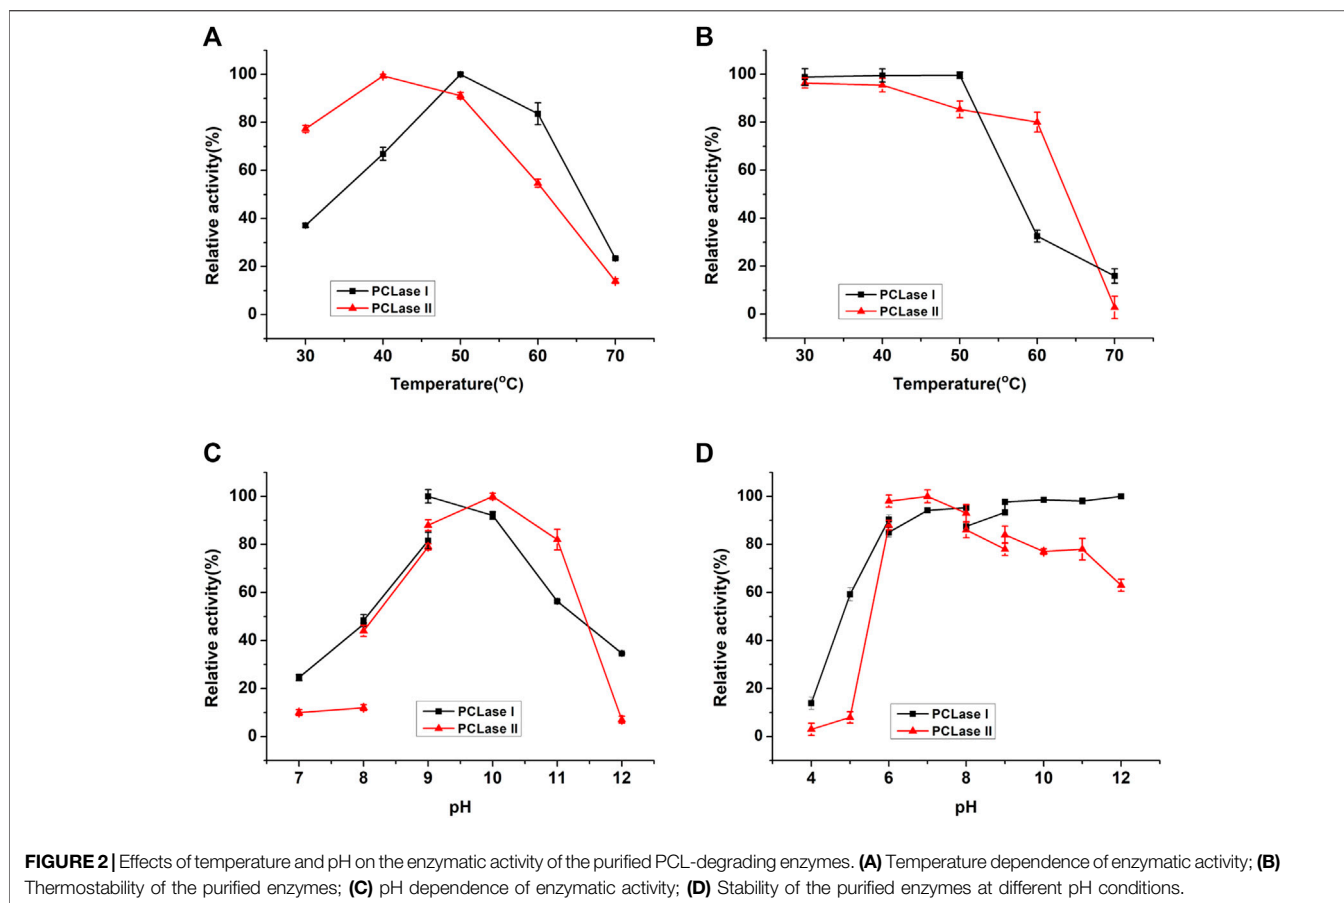 A
Relative activity(%)
100
80
60
40
20
0
PCLase I
PCLase II
30 40 50 60 70
Temperature(°C)
B
Relative acticity(%)
100
80
60
40
20
0
PCLase I
PCLase II
30 40 50 60 70
Temperature(°C)
C
Relative activity(%)
100
80
60
40
20
0
PCLase I
PCLase II
7 8 9 10 11 12
pH
D
Relative activity(%)
100
80
60
40
20
0
PCLase I
PCLase II
4 6 8 10 12
pH
FIGURE 2 | Effects of temperature and pH on the enzymatic activity of the purified PCL-degrading enzymes. (A) Temperature dependence of enzymatic activity; (B)
Thermostability of the purified enzymes; (C) pH dependence of enzymatic activity; (D) Stability of the purified enzymes at different pH conditions.